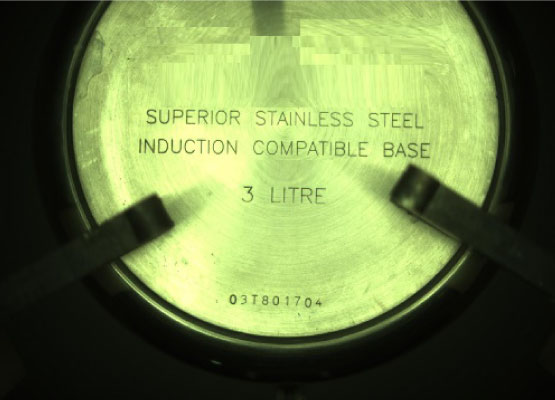 SUPERIOR STAINLESS STEEL
INDUCTION COMPATIBLE BASE
3 LITRE
03T801704